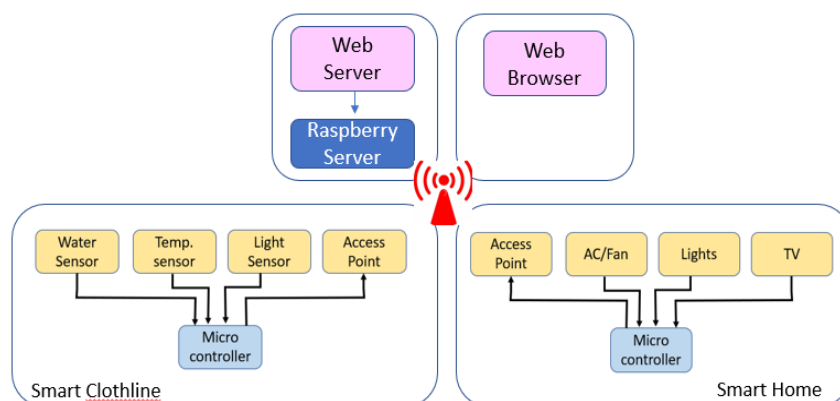 Web
Server
Raspberry
Server
Web
Browser
Water
Sensor
Temp.
sensor
Light
Sensor
Access
Point
Micro
controller
Smart Clothline
Access
Point
AC/Fan
Lights
TV
Micro
controller
Smart Home